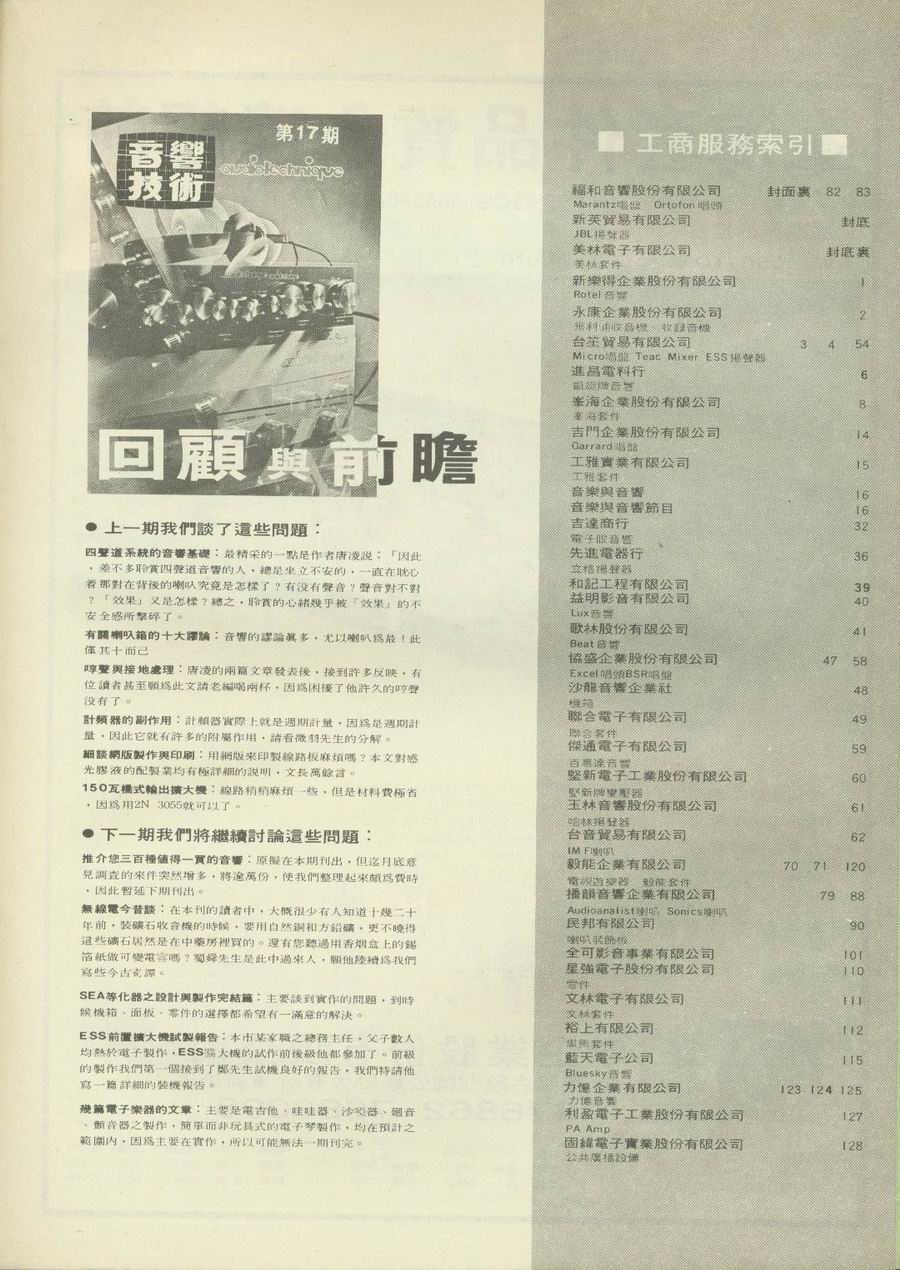 第17期
音響
技術
audiotechnique
回顧與前瞻
● 上一期我們談了這些問題：
四聲道系統的音響基礎：最精采的一點是作者唐凌說：「因此
，差不多聆賞四聲道音響的人，總是坐立不安的，一直在耽心
着那對在背後的喇叭究竟是怎樣了？有没有聲音？聲音對不對
？「效果」又是怎樣？總之，聆賞的心緒幾乎被「效果」的不
安全感所擊碎了。
有關喇叭箱的十大謬論：音響的謬論眞多，尤以喇叭爲最！此
僅其十而已
哼聲與接地處理：唐凌的兩篇文章發表後，接到許多反映，有
位讀者甚至願爲此文請老編喝兩杯，因爲困擾了他許久的哼聲
没有了。
計頻器的副作用：計頻器實際上就是週期計量，因爲是週期計
量，因此它就有許多的附屬作用，請看微羽先生的分解。
細談網版製作與印刷：用網版來印製線路板麻煩嗎？本文對感
光膠液的配製業均有極詳細的說明，文長萬餘言。
150瓦橋式輸出擴大機：線路稍稍麻煩一些，但是材料費極省
，因爲用2N 3055就可以了。
● 下一期我們將繼續討論這些問題：
推介您三百種值得一買的音響：原擬在本期刊出，但迄月底意
見調查的來件突然增多，將逾萬份，使我們整理起來頗爲費時
，因此暫延下期刊出。
無線電今昔談：在本刊的讀者中，大概很少有人知道十幾二十
年前，裝礦石收音機的時候，要用自然銅和方鉛礦，更不曉得
這些礦石居然是在中藥房裡買的。還有您聽過用香烟盒上的錫
箔紙做可變電容嗎？蜀舜先生是此中過來人，願他陸續爲我們
寫些今古奇譚。
SEA等化器之設計與製作完結篇：主要談到實作的問題，到時
候機箱、面板、零件的選擇都希望有一滿意的解決。
ESS前置擴大機試製報告：本市某家職之總務主任，父子數人
均熱於電子製作，ESS擴大機的試作前後級他都參加了。前級
的製作我們第一個接到了鄭先生試機良好的報告，我們特請他
寫一篇詳細的裝機報告。
幾篇電子樂器的文章：主要是電吉他、哇哇器、沙啞器、迴音
、顫音器之製作，簡單而非玩具式的電子琴製作，均在預計之
範圍內，因爲主要在實作，所以可能無法一期刊完。
工商服務索引
福和音響股份有限公司 封面裏 82 83
Marantz唱盤 Ortofon唱頭
新英貿易有限公司 封底
JBL揚聲器
美林電子有限公司 封底裏
美林套件
新樂得企業股份有限公司 1
Rotel音響
永康企業股份有限公司 2
飛利浦收音機、收錄音機
台笙貿易有限公司 3 4 54
Micro唱盤 Teac Mixer ESS揚聲器
進昌電料行 6
凱旋牌音響
峯海企業股份有限公司 8
峯海套件
吉門企業股份有限公司 14
Garrard唱盤
工雅實業有限公司 15
工雅套件
音樂與音響 16
音樂與音響節目 16
吉達商行 32
電子眼音響
先進電器行 36
立格揚聲器
和記工程有限公司 39
益明影音有限公司 40
Lux音響
歌林股份有限公司 41
Beat音響
協盛企業股份有限公司 47 58
Excel唱頭BSR唱盤
沙龍音響企業社 48
機箱
聯合電子有限公司 49
聯合套件
傑通電子有限公司 59
百慕達音響
堅新電子工業股份有限公司 60
堅新牌變壓器
玉林音響股份有限公司 61
哈林揚聲器
台音貿易有限公司 62
IMF喇叭
毅能企業有限公司 70 71 120
電視遊樂器 毅能套件
播韻音響企業有限公司 79 88
Audioanalist喇叭 Sonics喇叭
民邦有限公司 90
喇叭裝飾板
全可影音事業有限公司 101
星強電子股份有限公司 110
零件
文林電子有限公司 111
文林套件
裕上有限公司 112
套件
藍天電子公司 115
Bluesky音響
力億企業有限公司 123 124 125
力億音響
利盈電子工業股份有限公司 127
PA Amp
固緯電子實業股份有限公司 128
公共廣播設備